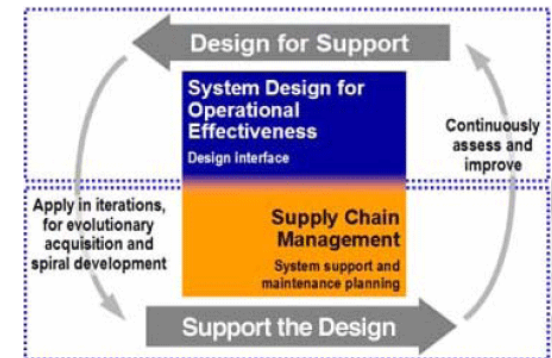 Design for Support
System Design for
Operational
Effectiveness
Design interface
Continuously
assess and
improve
Apply in iterations,
for evolutionary
acquisition and
spiral development
Supply Chain
Management
System support and
maintenance planning
Support the Design